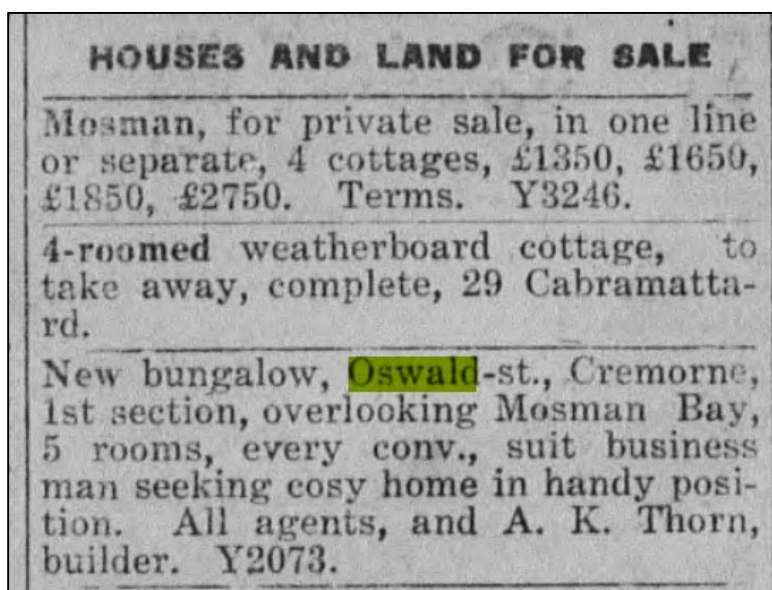 HOUSES AND LAND FOR SALE
Mosman, for private sale, in one line
or separate, 4 cottages, £1350, £1650,
£1850, £2750. Terms. Y3246.
4-roomed weatherboard cottage, to
take away, complete, 29 Cabramatta-
rd.
New bungalow, Oswald-st., Cremorne,
1st section, overlooking Mosman Bay,
5 rooms, every conv., suit business
man seeking cosy home in handy posi-
tion. All agents, and A. K. Thorn,
builder. Y2073.